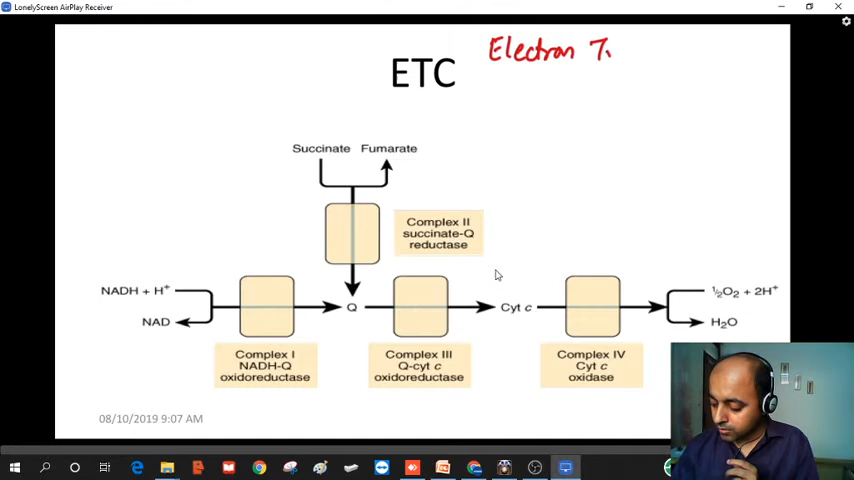 LonelyScreen AirPlay Receiver
Electron T
ETC
Succinate Fumarate
Complex II
succinate-Q
reductase
NADH + H⁺
NAD
Q
Cyt c
½O₂ + 2H⁺
H₂O
Complex I
NADH-Q
oxidoreductase
Complex III
Q-cyt c
oxidoreductase
Complex IV
Cyt c
oxidase
08/10/2019 9:07 AM